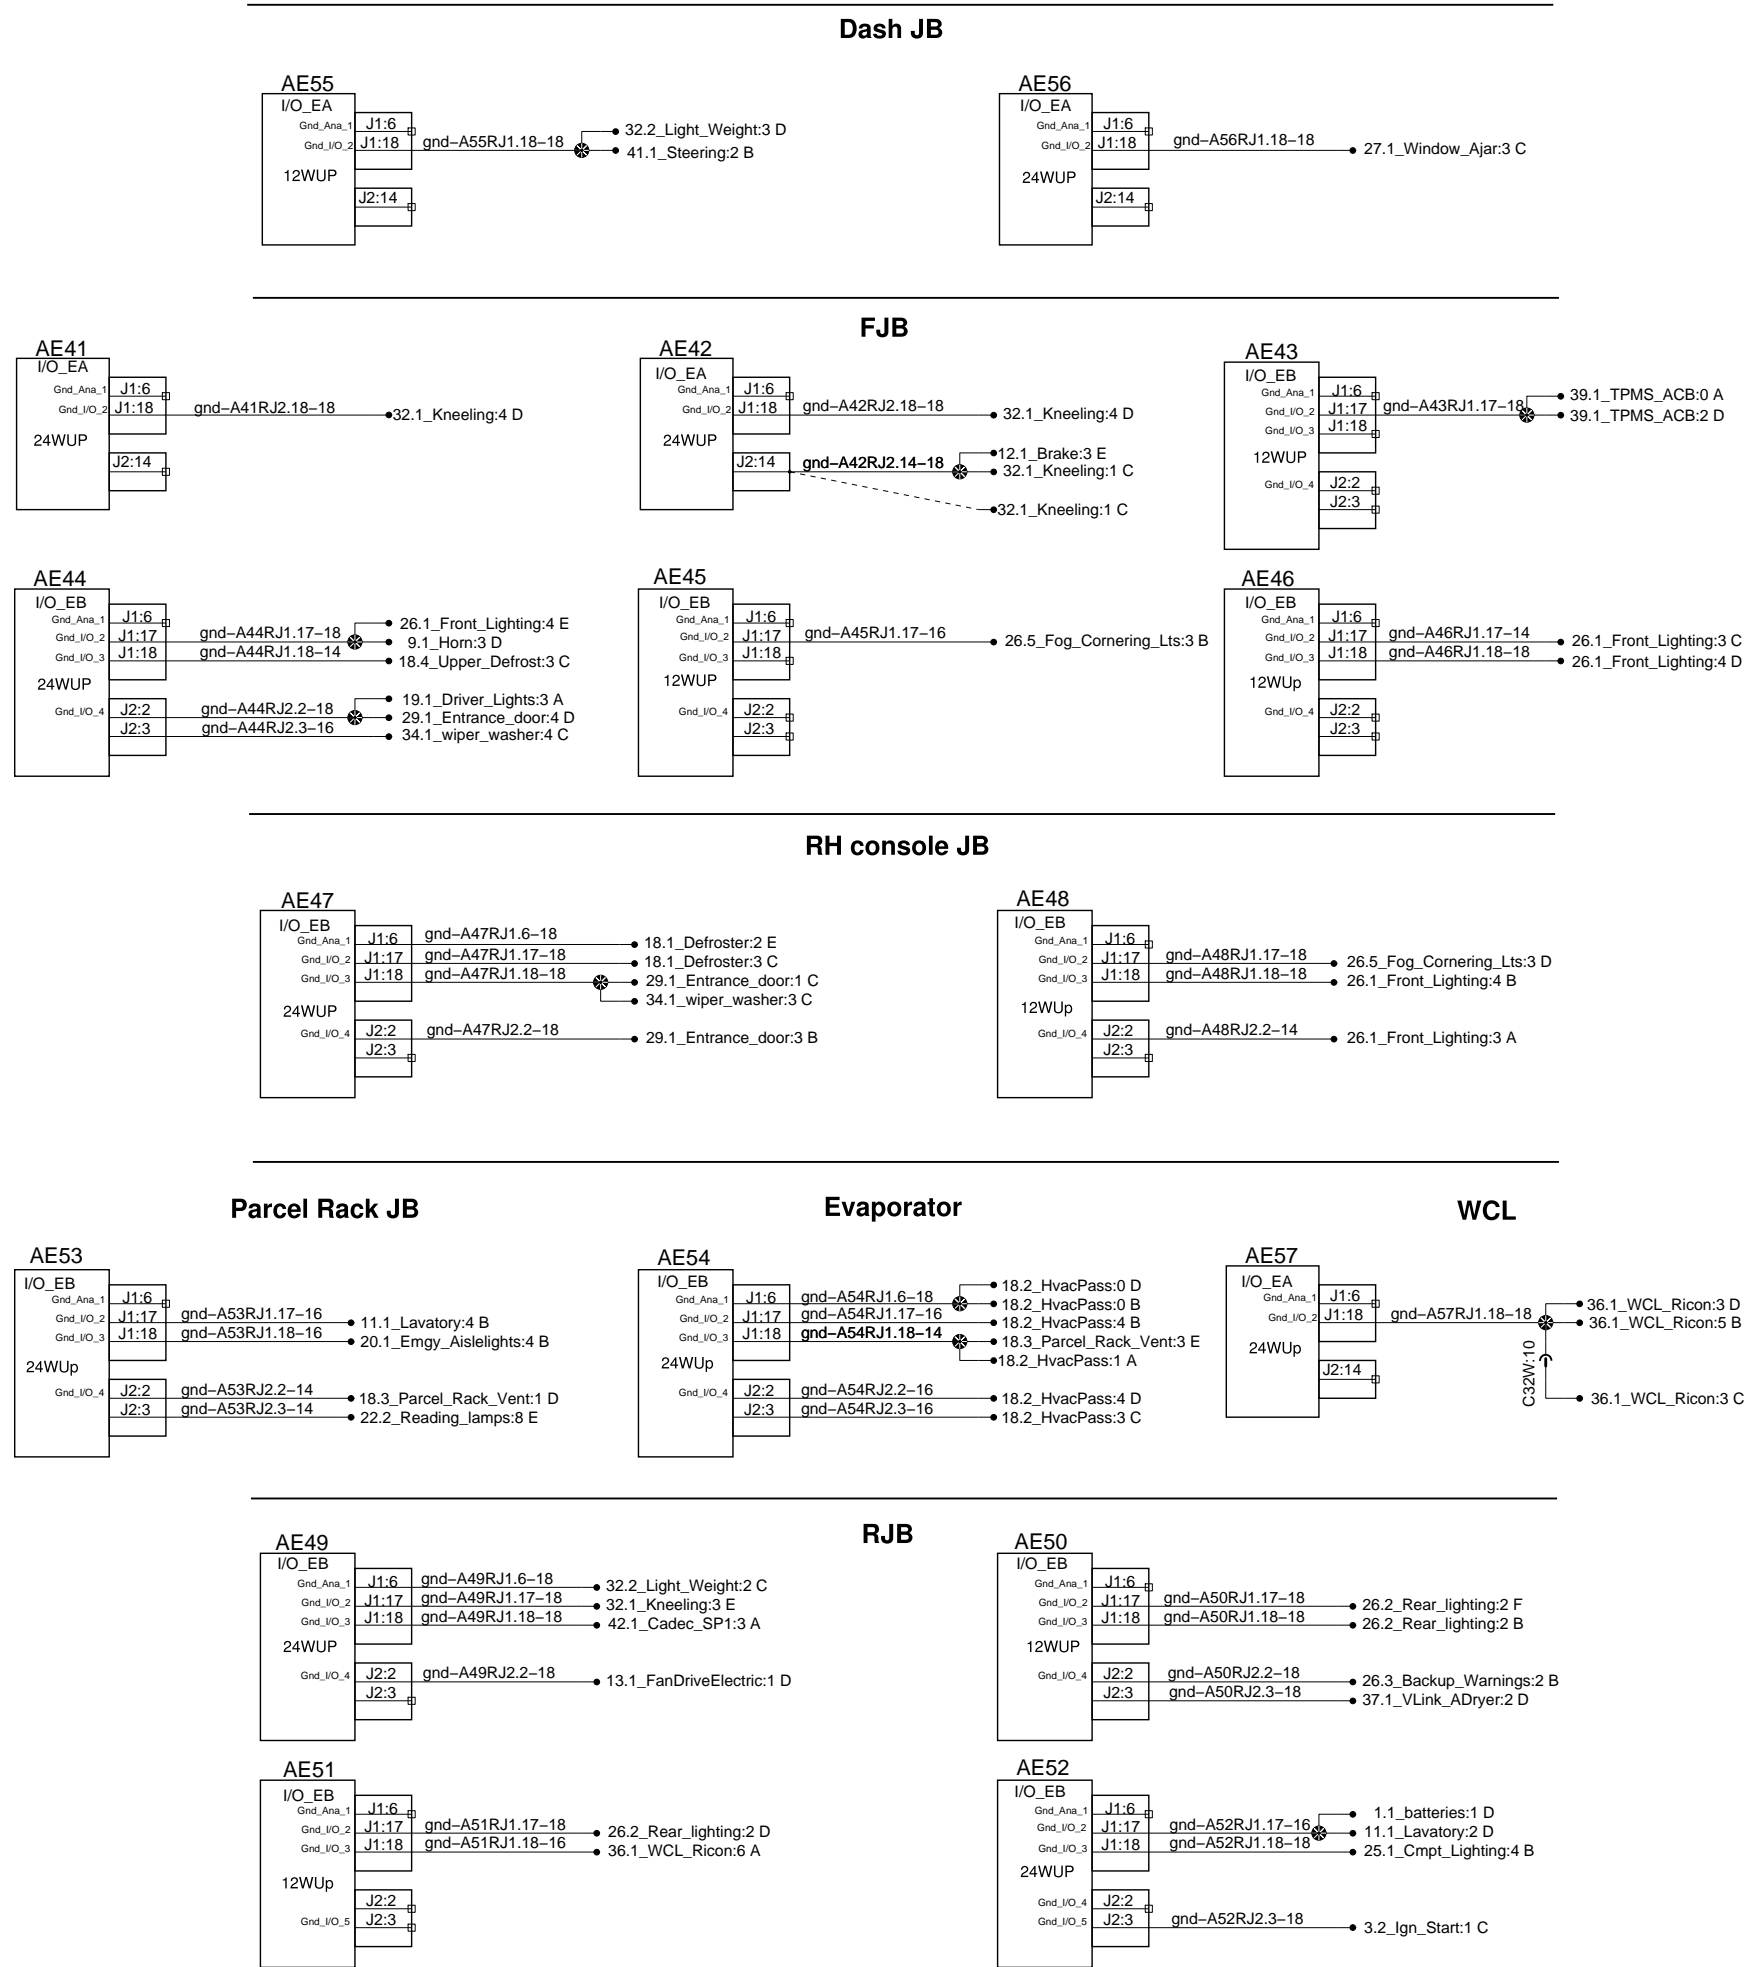 Dash JB
AE55
I/O_EA
Gnd_Ana_1 J1:6
Gnd_I/O_2 J1:18 gnd–A55RJ1.18–18
32.2_Light_Weight:3 D
41.1_Steering:2 B
12WUP
J2:14
AE56
I/O_EA
Gnd_Ana_1 J1:6
Gnd_I/O_2 J1:18 gnd–A56RJ1.18–18 27.1_Window_Ajar:3 C
24WUP
J2:14
FJB
AE41
I/O_EA
Gnd_Ana_1 J1:6
Gnd_I/O_2 J1:18 gnd–A41RJ2.18–18 32.1_Kneeling:4 D
24WUP
J2:14
AE42
I/O_EA
Gnd_Ana_1 J1:6
Gnd_I/O_2 J1:18 gnd–A42RJ2.18–18 32.1_Kneeling:4 D
24WUP
J2:14 gnd–A42RJ2.14–18
12.1_Brake:3 E
32.1_Kneeling:1 C
32.1_Kneeling:1 C
AE43
I/O_EB
Gnd_Ana_1 J1:6
Gnd_I/O_2 J1:17 gnd–A43RJ1.17–18
39.1_TPMS_ACB:0 A
39.1_TPMS_ACB:2 D
Gnd_I/O_3 J1:18
12WUP
Gnd_I/O_4 J2:2
J2:3
AE44
I/O_EB
Gnd_Ana_1 J1:6
26.1_Front_Lighting:4 E
Gnd_I/O_2 J1:17 gnd–A44RJ1.17–18 9.1_Horn:3 D
Gnd_I/O_3 J1:18 gnd–A44RJ1.18–14 18.4_Upper_Defrost:3 C
24WUP
19.1_Driver_Lights:3 A
Gnd_I/O_4 J2:2 gnd–A44RJ2.2–18 29.1_Entrance_door:4 D
J2:3 gnd–A44RJ2.3–16 34.1_wiper_washer:4 C
AE45
I/O_EB
Gnd_Ana_1 J1:6
Gnd_I/O_2 J1:17 gnd–A45RJ1.17–16 26.5_Fog_Cornering_Lts:3 B
Gnd_I/O_3 J1:18
12WUP
Gnd_I/O_4 J2:2
J2:3
AE46
I/O_EB
Gnd_Ana_1 J1:6
Gnd_I/O_2 J1:17 gnd–A46RJ1.17–14 26.1_Front_Lighting:3 C
Gnd_I/O_3 J1:18 gnd–A46RJ1.18–18 26.1_Front_Lighting:4 D
12WUp
Gnd_I/O_4 J2:2
J2:3
RH console JB
AE47
I/O_EB
Gnd_Ana_1 J1:6 gnd–A47RJ1.6–18 18.1_Defroster:2 E
Gnd_I/O_2 J1:17 gnd–A47RJ1.17–18 18.1_Defroster:3 C
Gnd_I/O_3 J1:18 gnd–A47RJ1.18–18 29.1_Entrance_door:1 C
34.1_wiper_washer:3 C
24WUP
Gnd_I/O_4 J2:2 gnd–A47RJ2.2–18 29.1_Entrance_door:3 B
J2:3
AE48
I/O_EB
Gnd_Ana_1 J1:6
Gnd_I/O_2 J1:17 gnd–A48RJ1.17–18 26.5_Fog_Cornering_Lts:3 D
Gnd_I/O_3 J1:18 gnd–A48RJ1.18–18 26.1_Front_Lighting:4 B
12WUp
Gnd_I/O_4 J2:2 gnd–A48RJ2.2–14 26.1_Front_Lighting:3 A
J2:3
Parcel Rack JB
AE53
I/O_EB
Gnd_Ana_1 J1:6
Gnd_I/O_2 J1:17 gnd–A53RJ1.17–16 11.1_Lavatory:4 B
Gnd_I/O_3 J1:18 gnd–A53RJ1.18–16 20.1_Emgy_Aislelights:4 B
24WUp
Gnd_I/O_4 J2:2 gnd–A53RJ2.2–14 18.3_Parcel_Rack_Vent:1 D
J2:3 gnd–A53RJ2.3–14 22.2_Reading_lamps:8 E
Evaporator
AE54
I/O_EB
18.2_HvacPass:0 D
Gnd_Ana_1 J1:6 gnd–A54RJ1.6–18 18.2_HvacPass:0 B
Gnd_I/O_2 J1:17 gnd–A54RJ1.17–16 18.2_HvacPass:4 B
Gnd_I/O_3 J1:18 gnd–A54RJ1.18–14 18.3_Parcel_Rack_Vent:3 E
18.2_HvacPass:1 A
24WUp
Gnd_I/O_4 J2:2 gnd–A54RJ2.2–16 18.2_HvacPass:4 D
J2:3 gnd–A54RJ2.3–16 18.2_HvacPass:3 C
WCL
AE57
I/O_EA
Gnd_Ana_1 J1:6
36.1_WCL_Ricon:3 D
Gnd_I/O_2 J1:18 gnd–A57RJ1.18–18 36.1_WCL_Ricon:5 B
24WUp
J2:14
C32W:10
36.1_WCL_Ricon:3 C
RJB
AE49
I/O_EB
Gnd_Ana_1 J1:6 gnd–A49RJ1.6–18 32.2_Light_Weight:2 C
Gnd_I/O_2 J1:17 gnd–A49RJ1.17–18 32.1_Kneeling:3 E
Gnd_I/O_3 J1:18 gnd–A49RJ1.18–18 42.1_Cadec_SP1:3 A
24WUP
Gnd_I/O_4 J2:2 gnd–A49RJ2.2–18 13.1_FanDriveElectric:1 D
J2:3
AE50
I/O_EB
Gnd_Ana_1 J1:6
Gnd_I/O_2 J1:17 gnd–A50RJ1.17–18 26.2_Rear_lighting:2 F
Gnd_I/O_3 J1:18 gnd–A50RJ1.18–18 26.2_Rear_lighting:2 B
12WUP
Gnd_I/O_4 J2:2 gnd–A50RJ2.2–18 26.3_Backup_Warnings:2 B
J2:3 gnd–A50RJ2.3–18 37.1_VLink_ADryer:2 D
AE51
I/O_EB
Gnd_Ana_1 J1:6
Gnd_I/O_2 J1:17 gnd–A51RJ1.17–18 26.2_Rear_lighting:2 D
Gnd_I/O_3 J1:18 gnd–A51RJ1.18–16 36.1_WCL_Ricon:6 A
12WUp
J2:2
Gnd_I/O_5 J2:3
AE52
I/O_EB
Gnd_Ana_1 J1:6
1.1_batteries:1 D
Gnd_I/O_2 J1:17 gnd–A52RJ1.17–16 11.1_Lavatory:2 D
Gnd_I/O_3 J1:18 gnd–A52RJ1.18–18 25.1_Cmpt_Lighting:4 B
24WUP
Gnd_I/O_4 J2:2
Gnd_I/O_5 J2:3 gnd–A52RJ2.3–18 3.2_Ign_Start:1 C